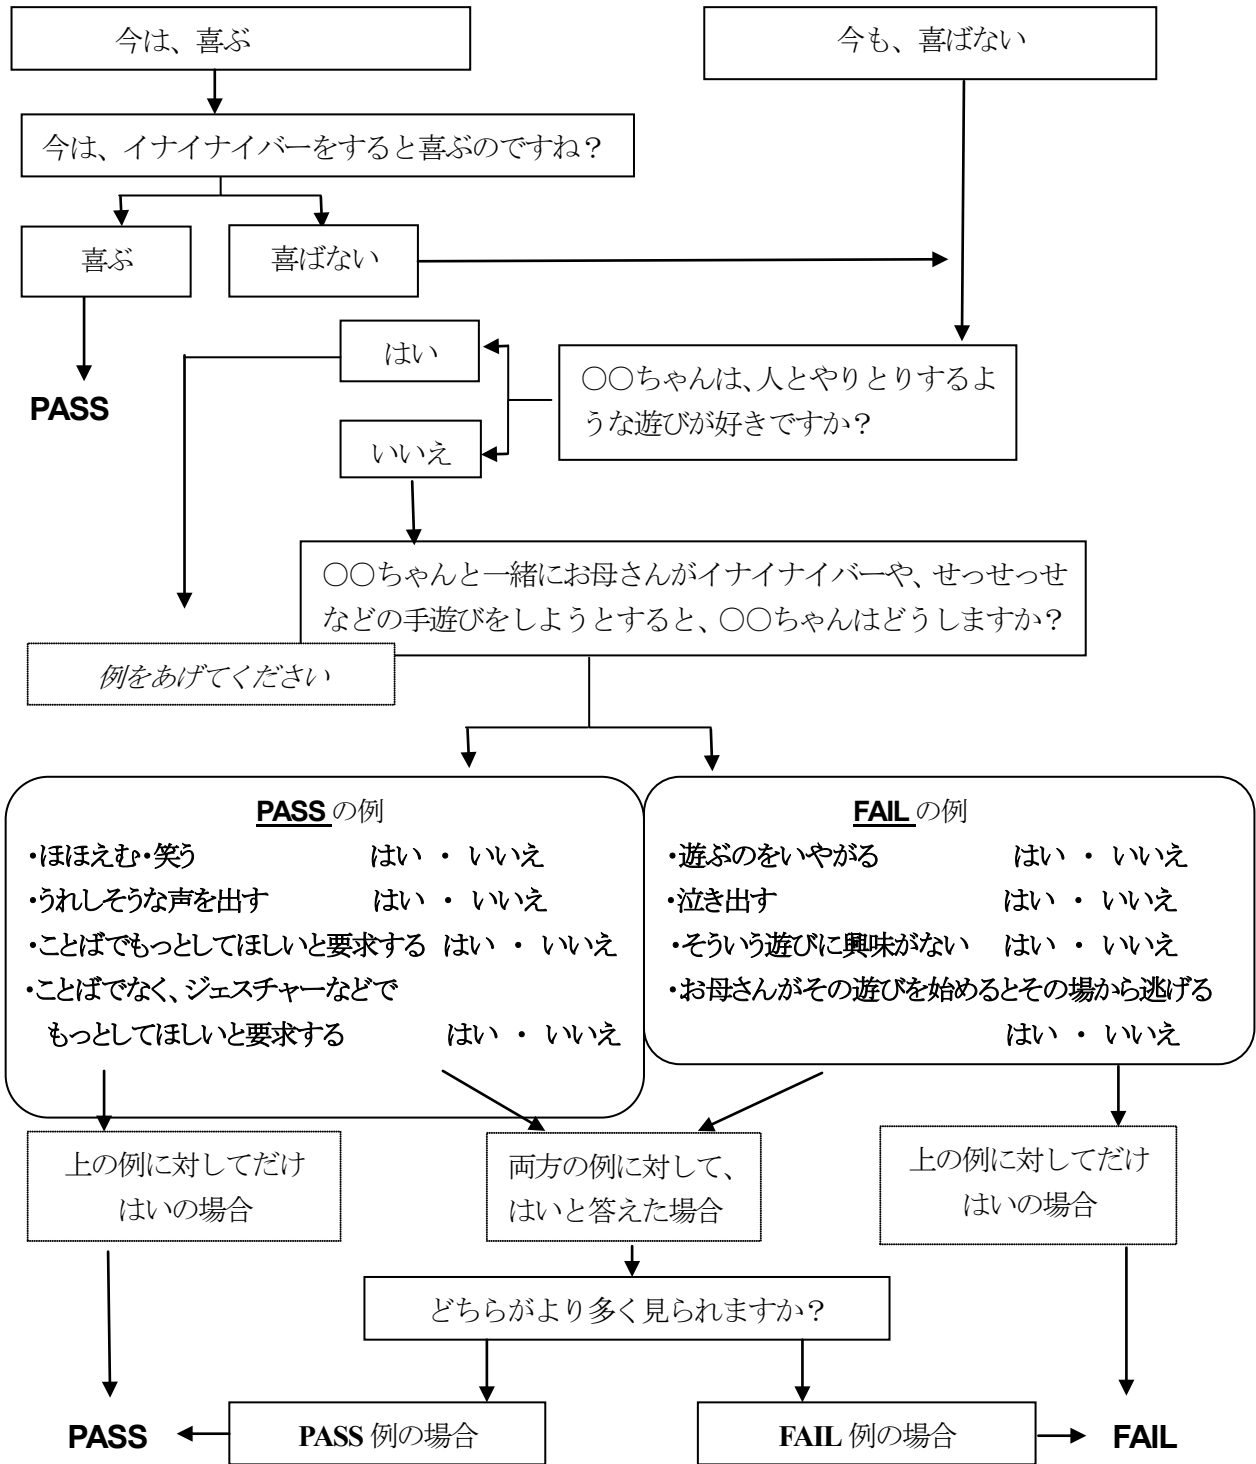 今は、喜ぶ
今も、喜ばない
今は、イナイナイバーをすると喜ぶのですね？
喜ぶ
喜ばない
PASS
はい
いいえ
〇〇ちゃんは、人とやりとりするよ
うな遊びが好きですか？
〇〇ちゃんと一緒にお母さんがイナイナイバーや、せっせっせ
などの手遊びをしようとすると、〇〇ちゃんはどうしますか？
例をあげてください
PASS の例
・ほほえむ・笑う はい ・ いいえ
・うれしそうな声を出す はい ・ いいえ
・ことばでもっとしてほしいと要求する はい ・ いいえ
・ことばでなく、ジェスチャーなどで
もっとしてほしいと要求する はい ・ いいえ
FAIL の例
・遊ぶのをいやがる はい ・ いいえ
・泣き出す はい ・ いいえ
・そういう遊びに興味がない はい ・ いいえ
・お母さんがその遊びを始めるとその場から逃げる
はい ・ いいえ
上の例に対してだけ
はいの場合
両方の例に対して、
はいと答えた場合
上の例に対してだけ
はいの場合
どちらがより多く見られますか？
PASS
PASS 例の場合
FAIL 例の場合
FAIL